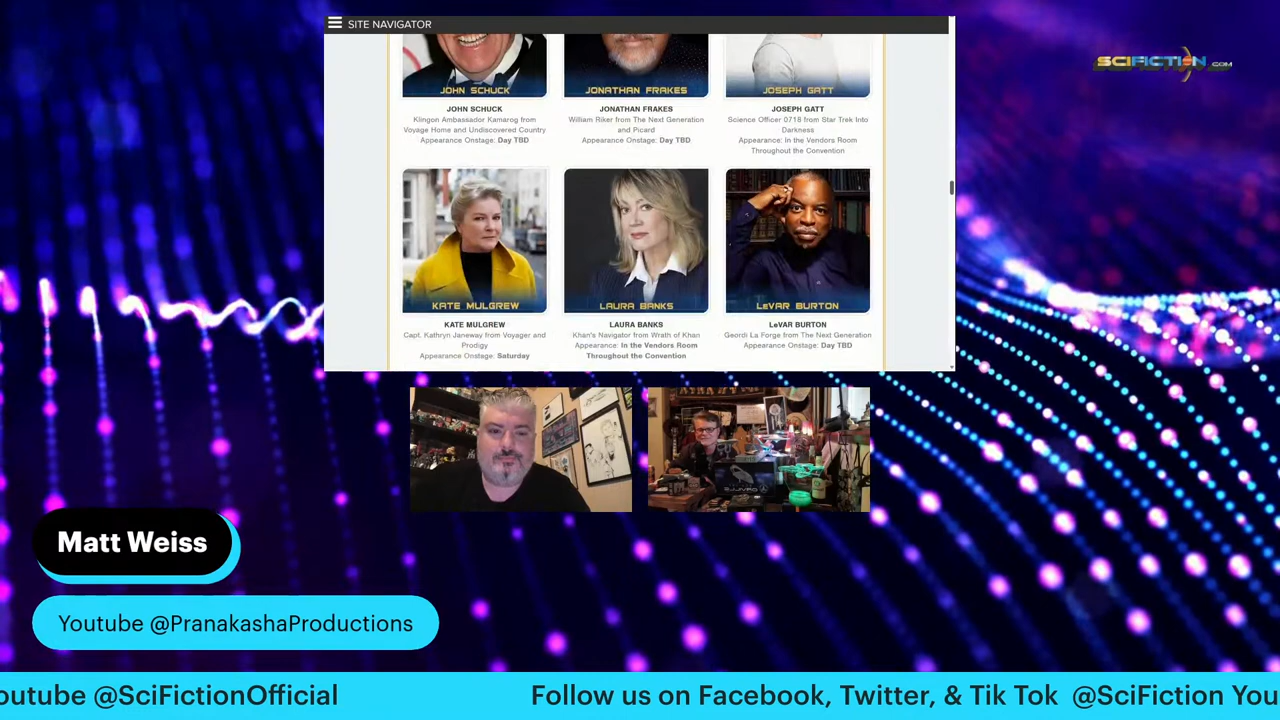 SITE NAVIGATOR
SCIFICTION.COM
JOHN SCHUCK
JONATHAN FRAKES
JOSEPH GATT
JOHN SCHUCK
Klingon Ambassador Kamarog from
Voyage Home and Undiscovered Country
Appearance Onstage: Day TBD
JONATHAN FRAKES
William Riker from The Next Generation
and Picard
Appearance Onstage: Day TBD
JOSEPH GATT
Science Officer 0718 from Star Trek Into
Darkness
Appearance: In the Vendors Room
Throughout the Convention
KATE MULGREW
LAURA BANKS
LeVAR BURTON
KATE MULGREW
Capt. Kathryn Janeway from Voyager and
Prodigy
Appearance Onstage: Saturday
LAURA BANKS
Khan's Navigator from Wrath of Khan
Appearance: In the Vendors Room
Throughout the Convention
LeVAR BURTON
Geordi La Forge from The Next Generation
Appearance Onstage: Day TBD
Matt Weiss
Youtube @PranakashaProductions
outube @SciFictionOfficial
Follow us on Facebook, Twitter, & Tik Tok @SciFiction You